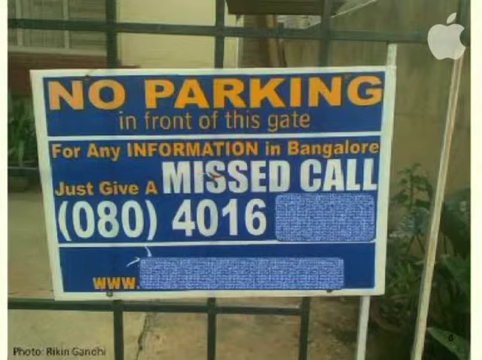 NO PARKING
in front of this gate
For Any INFORMATION in Bangalore
Just Give A MISSED CALL
(080) 4016
www.
Photo: Rikin Gandhi